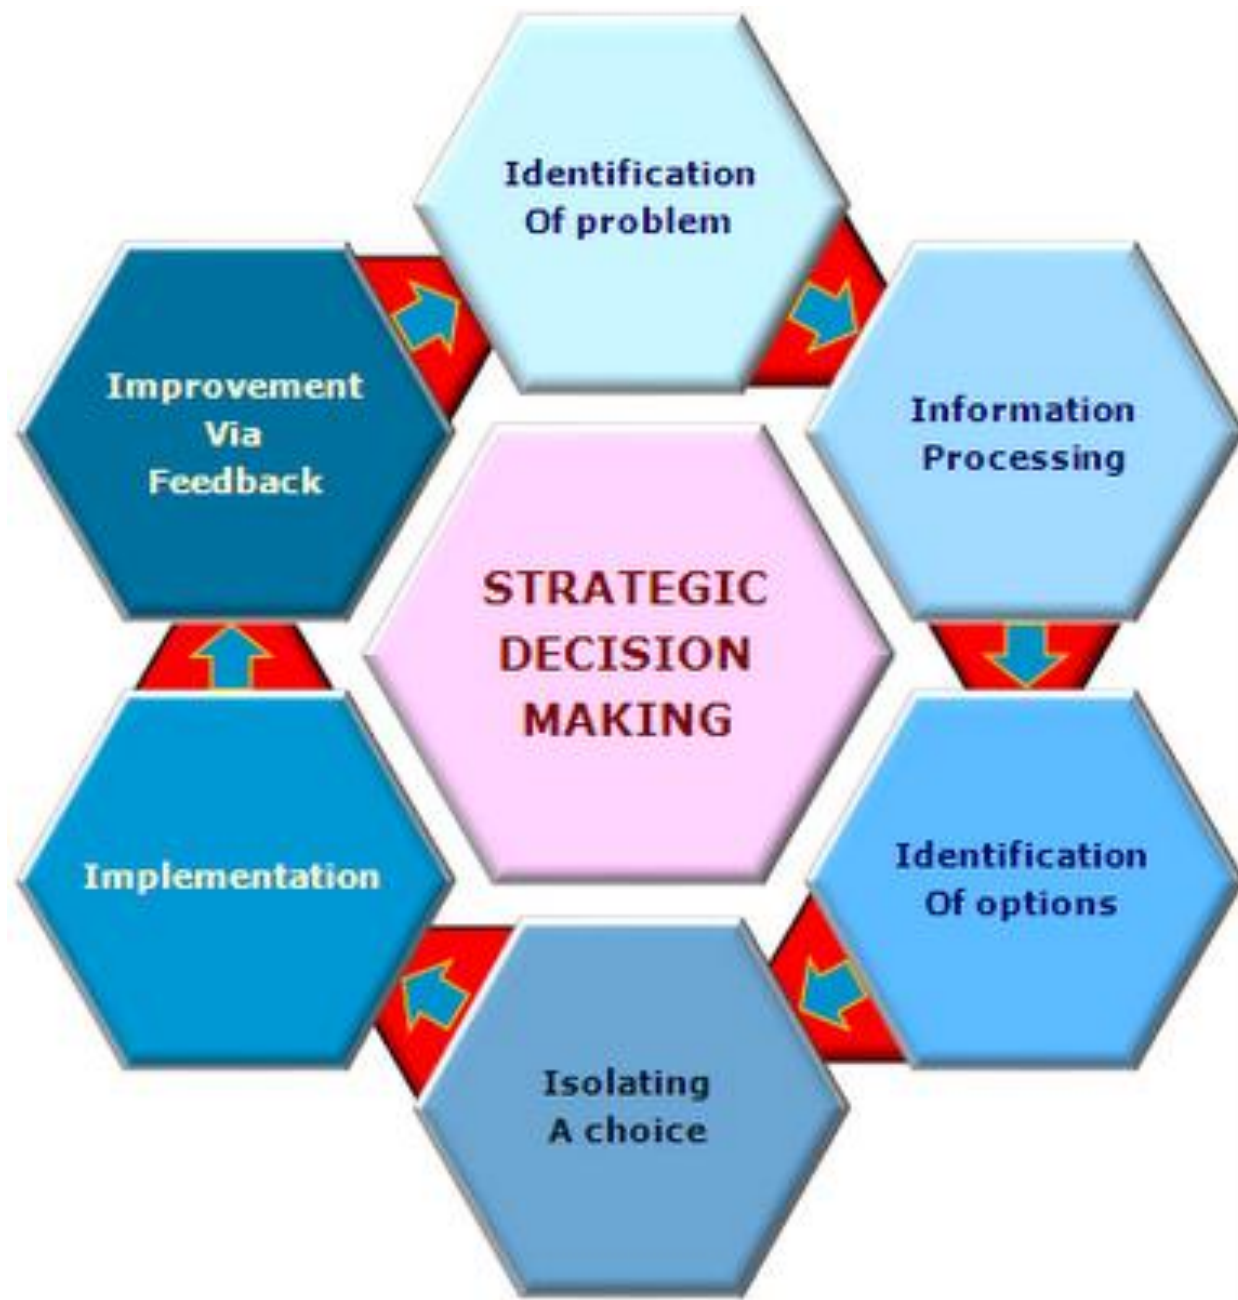 Identification
Of problem
Information
Processing
Identification
Of options
Isolating
A choice
Implementation
Improvement
Via
Feedback
STRATEGIC
DECISION
MAKING